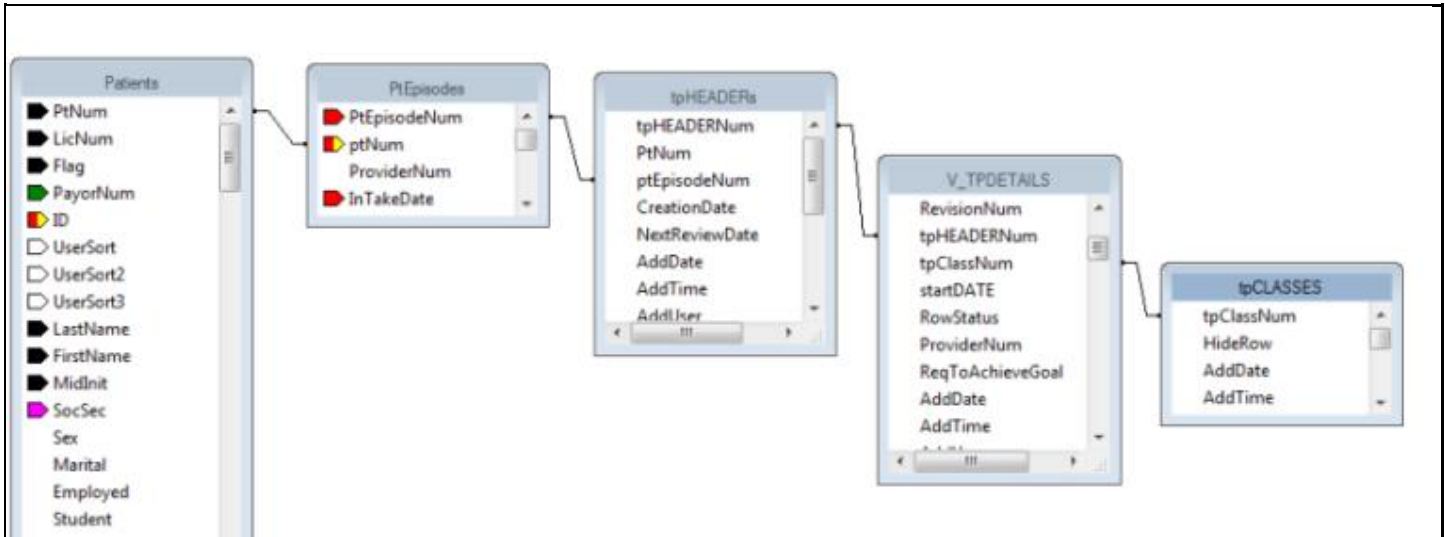 Patients
PtNum
LicNum
Flag
PayorNum
ID
UserSort
UserSort2
UserSort3
LastName
FirstName
MidInit
SocSec
Sex
Marital
Employed
Student
PtEpisodes
PtEpisodeNum
ptNum
ProviderNum
InTakeDate
tpHEADERs
tpHEADERNum
PtNum
ptEpisodeNum
CreationDate
NextReviewDate
AddDate
AddTime
AddUser
V_TPDETAILS
RevisionNum
tpHEADERNum
tpClassNum
startDATE
RowStatus
ProviderNum
ReqToAchieveGoal
AddDate
AddTime
tpCLASSES
tpClassNum
HideRow
AddDate
AddTime